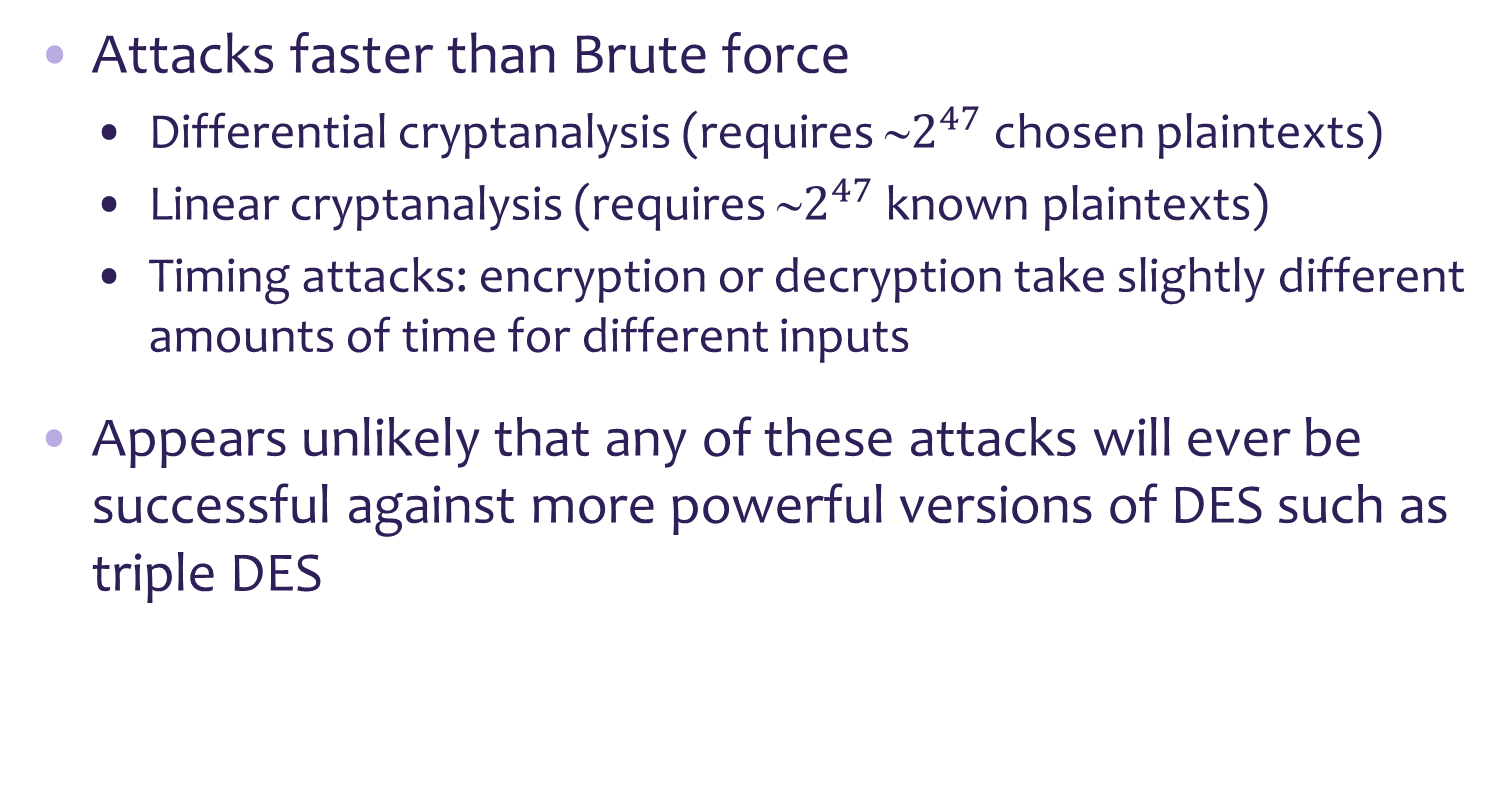 • Attacks faster than Brute force
• Differential cryptanalysis (requires ~2⁴⁷ chosen plaintexts)
• Linear cryptanalysis (requires ~2⁴⁷ known plaintexts)
• Timing attacks: encryption or decryption take slightly different
amounts of time for different inputs
• Appears unlikely that any of these attacks will ever be
successful against more powerful versions of DES such as
triple DES